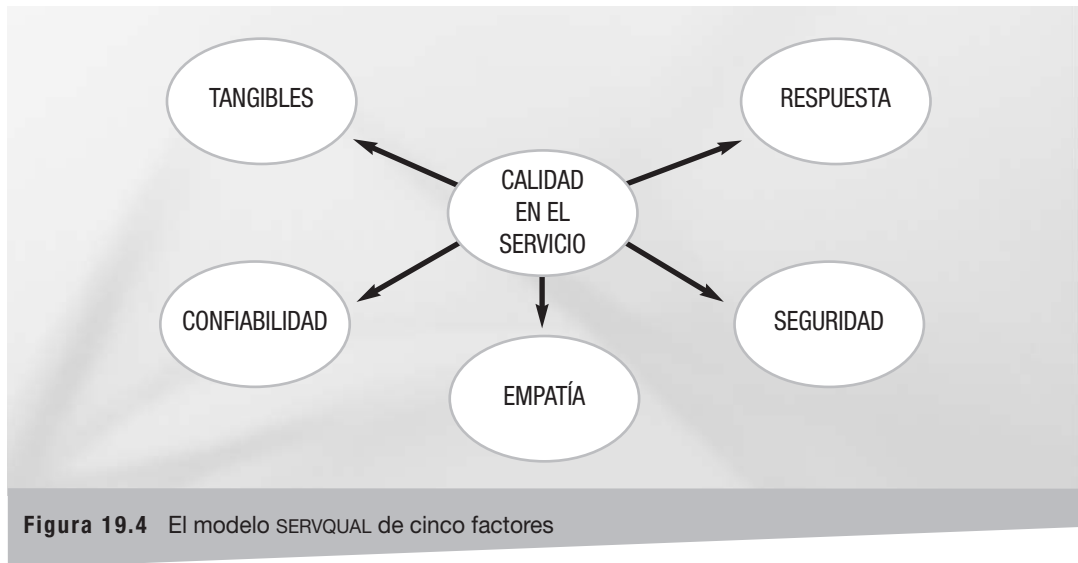 TANGIBLES
RESPUESTA
CALIDAD
EN EL
SERVICIO
CONFIABILIDAD
SEGURIDAD
EMPATÍA
Figura 19.4 El modelo SERVQUAL de cinco factores